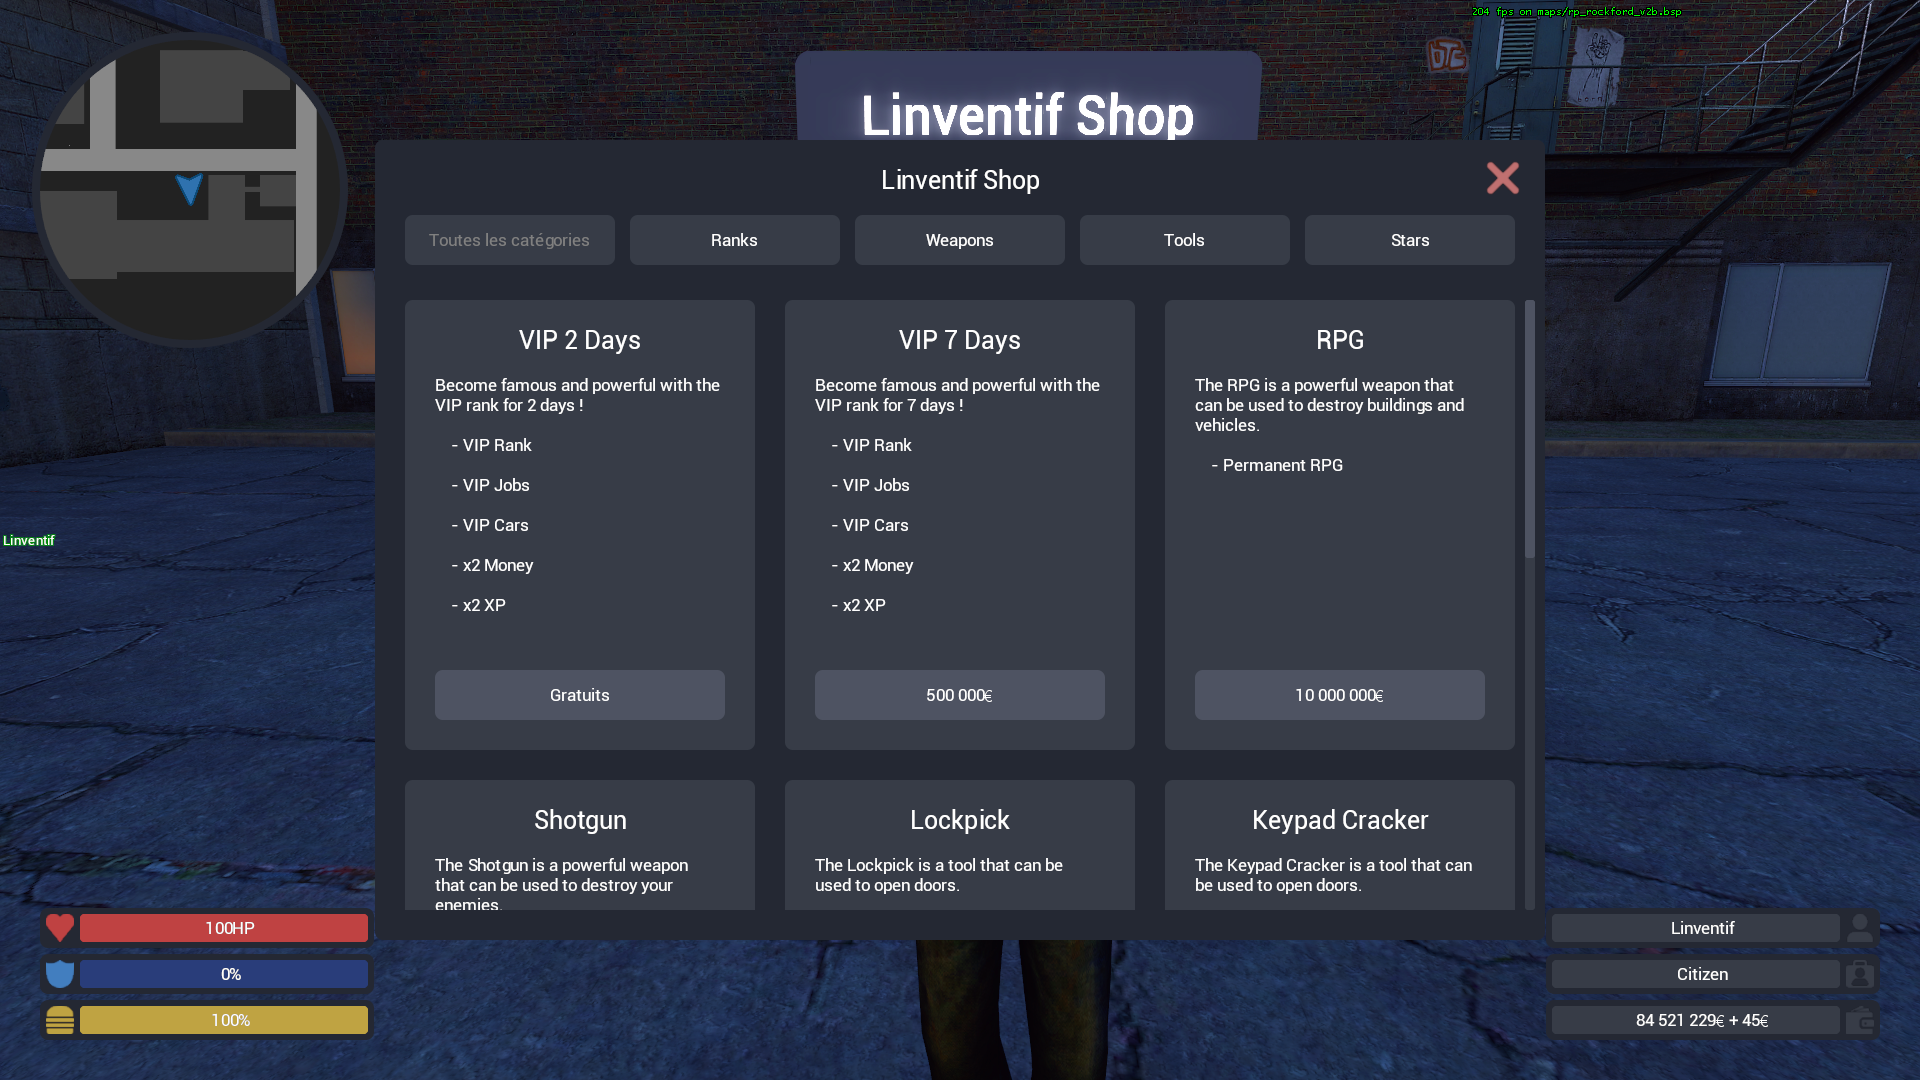 204 fps on maps/rp_rockford_v2b.bsp
Linventif Shop
Linventif Shop
Toutes les catégories
Ranks
Weapons
Tools
Stars
VIP 2 Days
Become famous and powerful with the
VIP rank for 2 days !
- VIP Rank
- VIP Jobs
- VIP Cars
- x2 Money
- x2 XP
Gratuits
VIP 7 Days
Become famous and powerful with the
VIP rank for 7 days !
- VIP Rank
- VIP Jobs
- VIP Cars
- x2 Money
- x2 XP
500 000€
RPG
The RPG is a powerful weapon that
can be used to destroy buildings and
vehicles.
- Permanent RPG
10 000 000€
Shotgun
The Shotgun is a powerful weapon
that can be used to destroy your
enemies.
Lockpick
The Lockpick is a tool that can be
used to open doors.
Keypad Cracker
The Keypad Cracker is a tool that can
be used to open doors.
Linventif
100HP
0%
100%
Linventif
Citizen
84 521 229€ + 45€